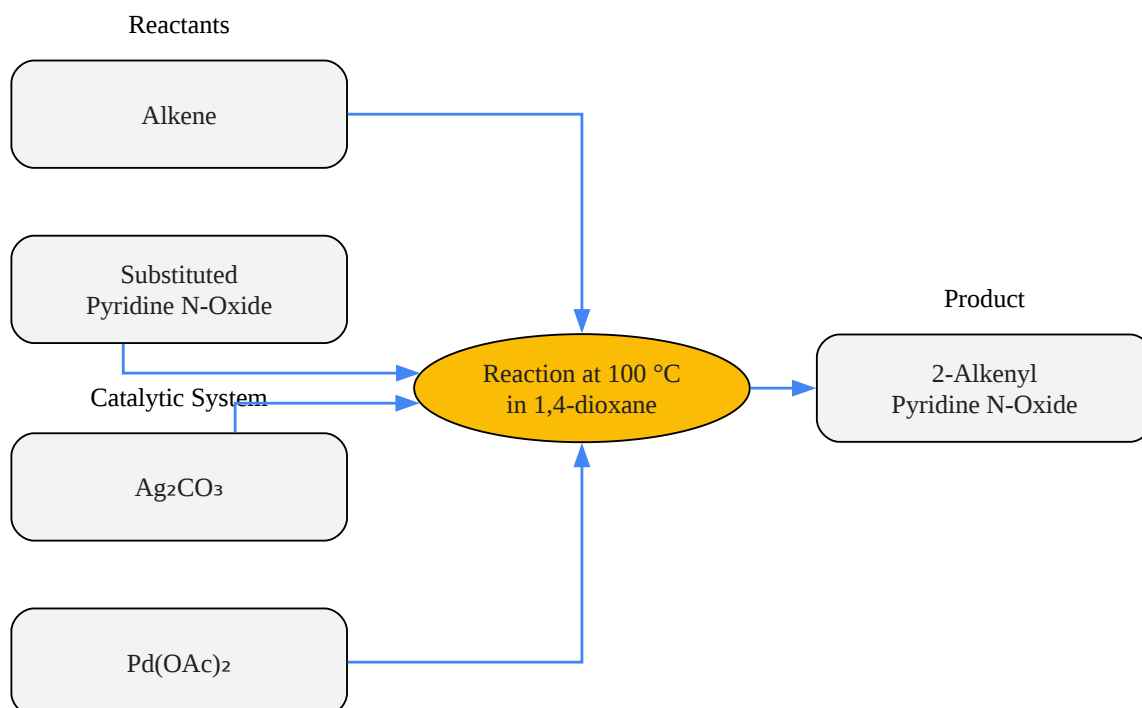 Reactants
Alkene
Substituted
Pyridine N-Oxide
Catalytic System
Ag₂CO₃
Pd(OAc)₂
Reaction at 100 °C
in 1,4-dioxane
Product
2-Alkenyl
Pyridine N-Oxide